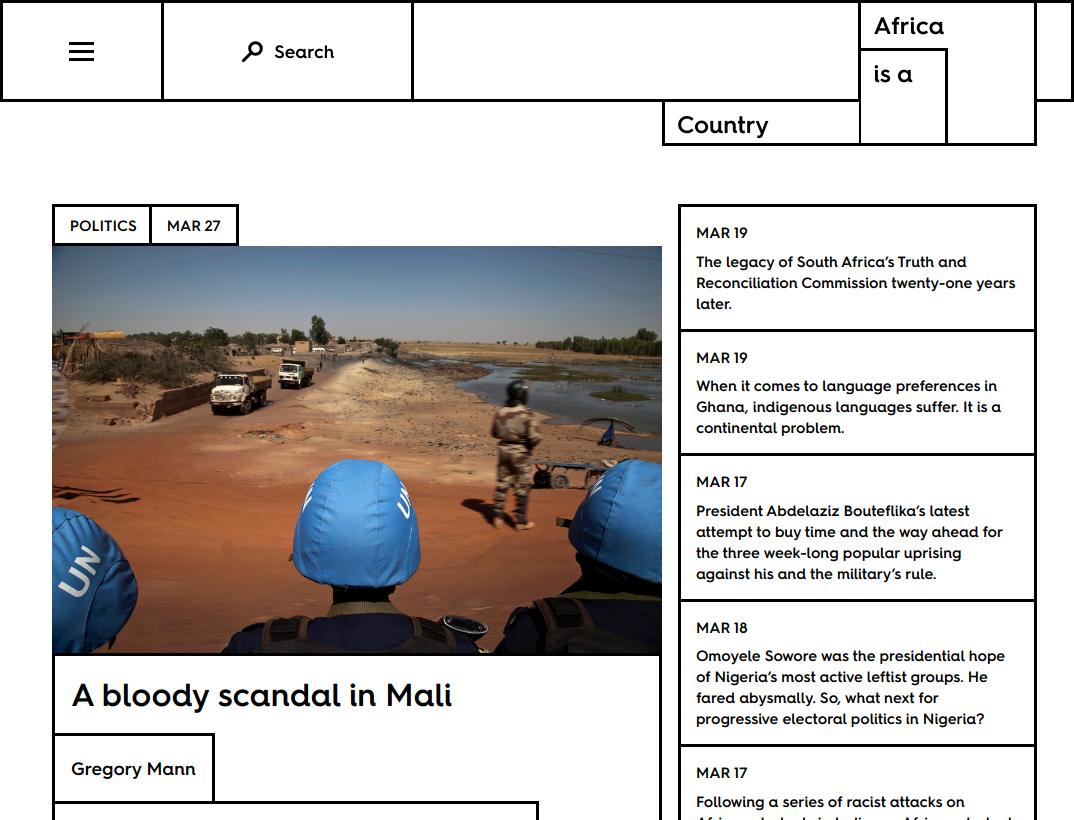 Search
Africa
is a
Country
POLITICS
MAR 27
UN
UN
A bloody scandal in Mali
Gregory Mann
MAR 19
The legacy of South Africa’s Truth and
Reconciliation Commission twenty-one years
later.
MAR 19
When it comes to language preferences in
Ghana, indigenous languages suffer. It is a
continental problem.
MAR 17
President Abdelaziz Bouteflika’s latest
attempt to buy time and the way ahead for
the three week-long popular uprising
against his and the military’s rule.
MAR 18
Omoyele Sowore was the presidential hope
of Nigeria’s most active leftist groups. He
fared abysmally. So, what next for
progressive electoral politics in Nigeria?
MAR 17
Following a series of racist attacks on